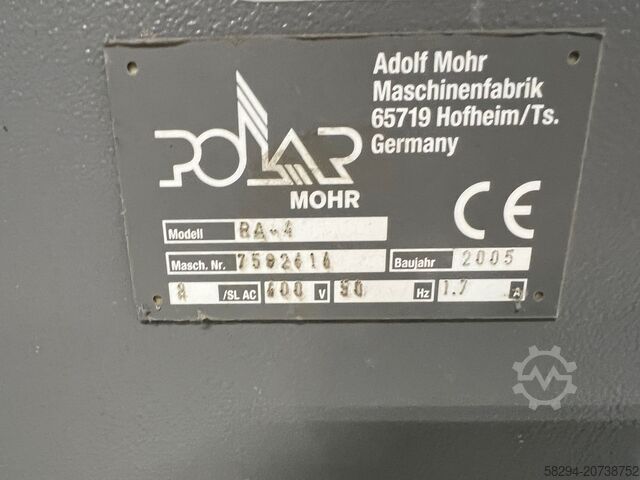 POLAR
MOHR
Adolf Mohr
Maschinenfabrik
65719 Hofheim/Ts.
Germany
CE
Modell RA-4
Masch. Nr. 7592616 Baujahr 2005
/SL AC 400 V 50 Hz 1.7 A
58294-20738752